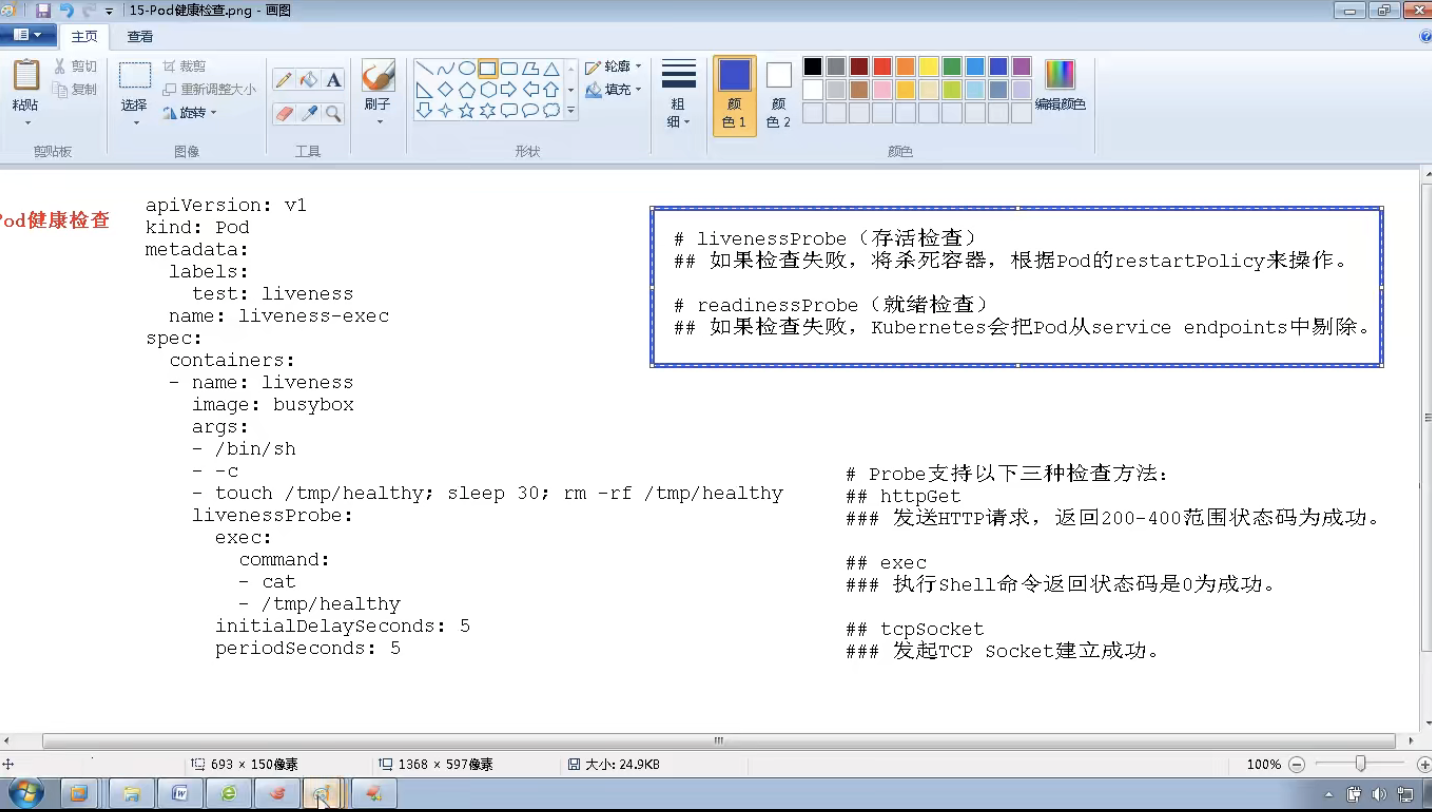 15-Pod健康检查.png - 画图
主页
查看
粘贴
剪切
复制
剪贴板
选择
裁剪
重新调整大小
旋转
图像
A
工具
刷子
形状
轮廓
填充
粗细
颜色 1
颜色 2
编辑颜色
颜色
Pod健康检查
apiVersion: v1
kind: Pod
metadata:
  labels:
    test: liveness
  name: liveness-exec
spec:
  containers:
  - name: liveness
    image: busybox
    args:
    - /bin/sh
    - -c
    - touch /tmp/healthy; sleep 30; rm -rf /tmp/healthy
    livenessProbe:
      exec:
        command:
        - cat
        - /tmp/healthy
      initialDelaySeconds: 5
      periodSeconds: 5
# livenessProbe（存活检查）
## 如果检查失败，将杀死容器，根据Pod的restartPolicy来操作。
# readinessProbe（就绪检查）
## 如果检查失败，Kubernetes会把Pod从service endpoints中剔除。
# Probe支持以下三种检查方法：
## httpGet
### 发送HTTP请求，返回200-400范围状态码为成功。
## exec
### 执行Shell命令返回状态码是0为成功。
## tcpSocket
### 发起TCP Socket建立成功。
693 × 150像素
1368 × 597像素
大小: 24.9KB
100%